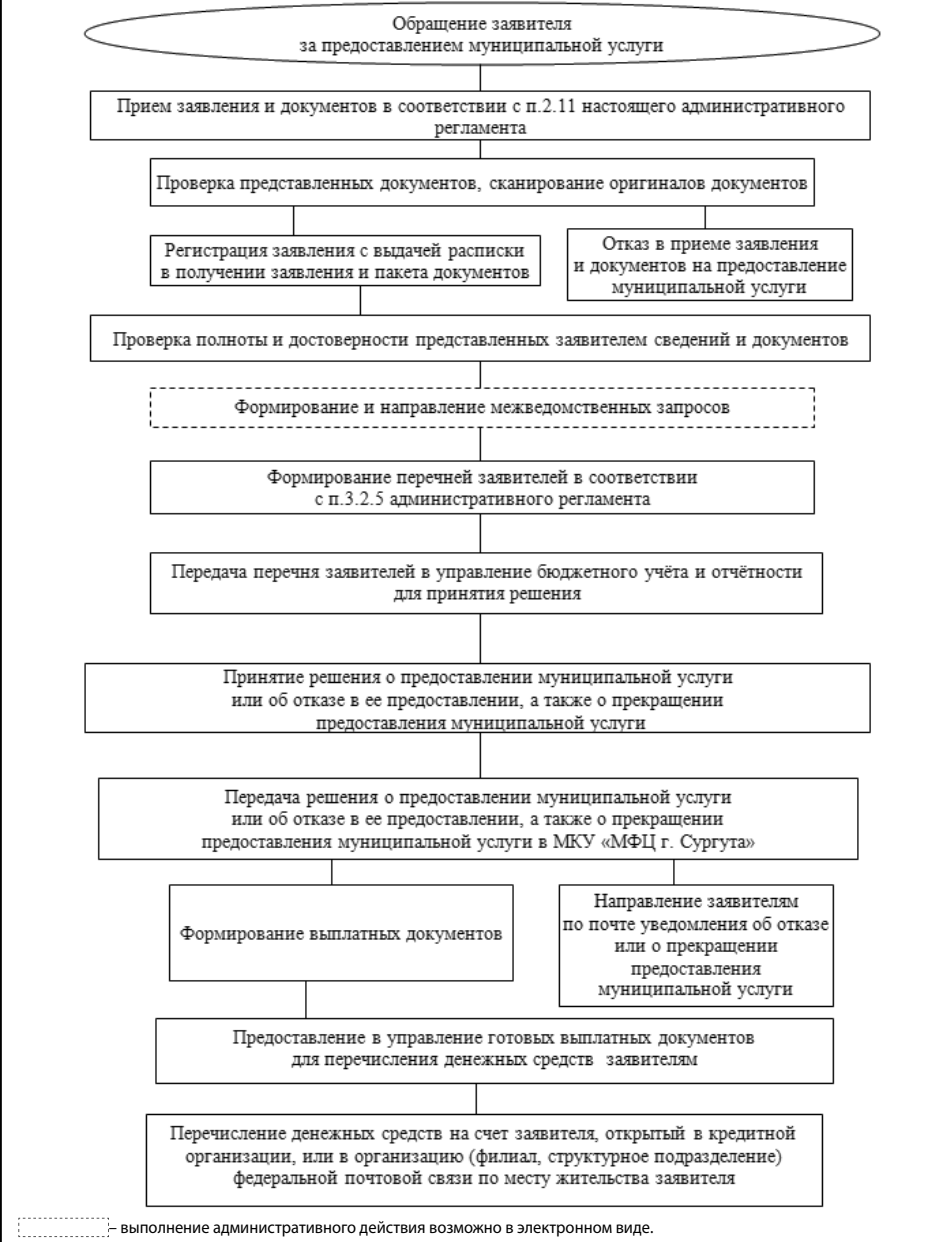 Обращение заявителя
за предоставлением муниципальной услуги
Прием заявления и документов в соответствии с п.2.11 настоящего административного
регламента
Проверка представленных документов, сканирование оригиналов документов
Регистрация заявления с выдачей расписки
в получении заявления и пакета документов
Отказ в приеме заявления
и документов на предоставление
муниципальной услуги
Проверка полноты и достоверности представленных заявителем сведений и документов
Формирование и направление межведомственных запросов
Формирование перечней заявителей в соответствии
с п.3.2.5 административного регламента
Передача перечня заявителей в управление бюджетного учёта и отчётности
для принятия решения
Принятие решения о предоставлении муниципальной услуги
или об отказе в ее предоставлении, а также о прекращении
предоставления муниципальной услуги
Передача решения о предоставлении муниципальной услуги
или об отказе в ее предоставлении, а также о прекращении
предоставления муниципальной услуги в МКУ «МФЦ г. Сургута»
Формирование выплатных документов
Направление заявителям
по почте уведомления об отказе
или о прекращении
предоставления
муниципальной услуги
Предоставление в управление готовых выплатных документов
для перечисления денежных средств заявителям
Перечисление денежных средств на счет заявителя, открытый в кредитной
организации, или в организацию (филиал, структурное подразделение)
федеральной почтовой связи по месту жительства заявителя
– выполнение административного действия возможно в электронном виде.